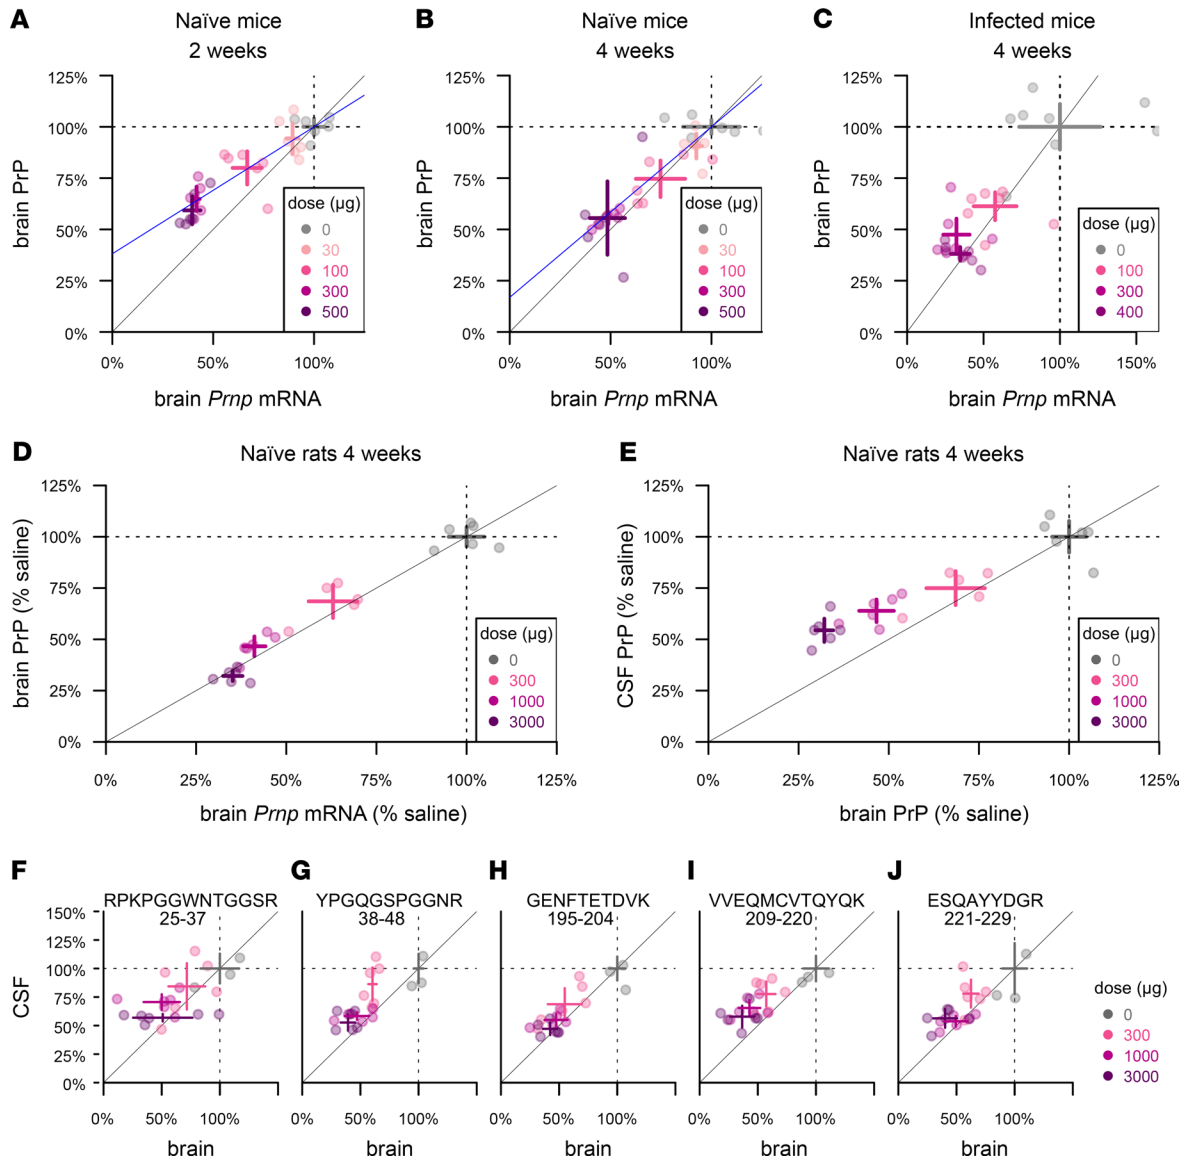 A
Naïve mice
2 weeks
125%
100%
75%
50%
25%
0%
brain PrP
0%
50%
100%
brain Prnp mRNA
dose (µg)
0
30
100
300
500
B
Naïve mice
4 weeks
125%
100%
75%
50%
25%
0%
brain PrP
0%
50%
100%
brain Prnp mRNA
dose (µg)
0
30
100
300
500
C
Infected mice
4 weeks
125%
100%
75%
50%
25%
0%
brain PrP
0%
50%
100%
150%
brain Prnp mRNA
dose (µg)
0
100
300
400
D
Naïve rats 4 weeks
125%
100%
75%
50%
25%
0%
brain PrP (% saline)
0%
25%
50%
75%
100%
125%
brain Prnp mRNA (% saline)
dose (µg)
0
300
1000
3000
E
Naïve rats 4 weeks
125%
100%
75%
50%
25%
0%
CSF PrP (% saline)
0%
25%
50%
75%
100%
125%
brain PrP (% saline)
dose (µg)
0
300
1000
3000
F
RPKPGGWNTGGSR
25-37
150%
125%
100%
75%
50%
25%
0%
CSF
0%
50%
100%
brain
G
YPGQGSPGGNR
38-48
0%
50%
100%
brain
H
GENFTETDVK
195-204
0%
50%
100%
brain
I
VVEQMCVTQYQK
209-220
0%
50%
100%
brain
J
ESQAYYDGR
221-229
0%
50%
100%
brain
dose (µg)
0
300
1000
3000